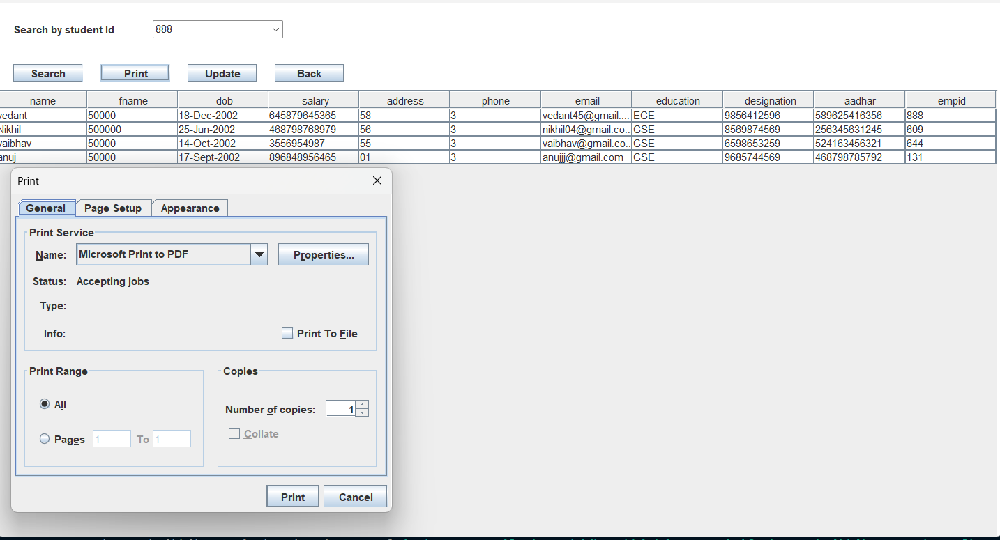 Search by student Id 888
Search Print Update Back
name fname dob salary address phone email education designation aadhar empid
vedant 50000 18-Dec-2002 645879645365 58 3 vedant45@gmail.... ECE 9856412596 589625416356 888
Nikhil 500000 25-Jun-2002 468798768979 56 3 nikhil04@gmail.co... CSE 8569874569 256345631245 609
vaibhav 50000 14-Oct-2002 3556954987 55 3 vaibhav@gmail.co... CSE 6598653259 524163456321 644
anuj 50000 17-Sept-2002 896848956465 01 3 anujjj@gmail.com CSE 9685744569 468798785792 131
Print
General Page Setup Appearance
Print Service
Name: Microsoft Print to PDF Properties...
Status: Accepting jobs
Type:
Info: Print To File
Print Range Copies
All
Number of copies: 1
Pages 1 To 1
Collate
Print Cancel